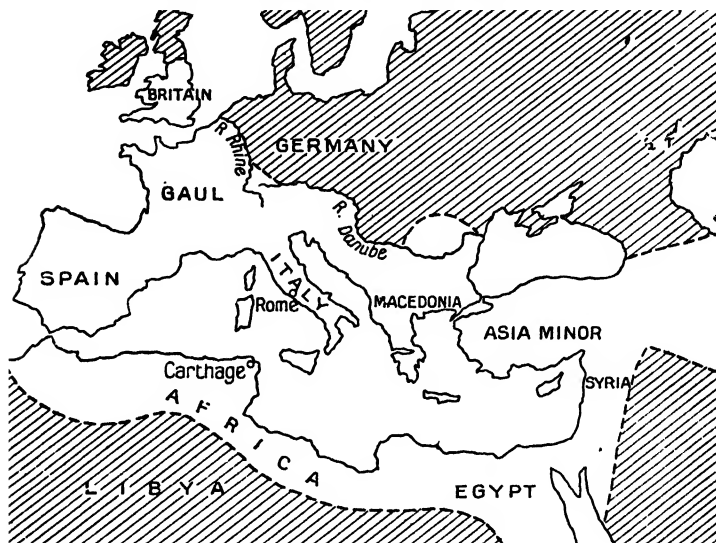 BRITAIN
R. Rhine
GERMANY
GAUL
R. Danube
ITALY
SPAIN
Rome
MACEDONIA
ASIA MINOR
Carthage
SYRIA
AFRICA
LIBYA
EGYPT